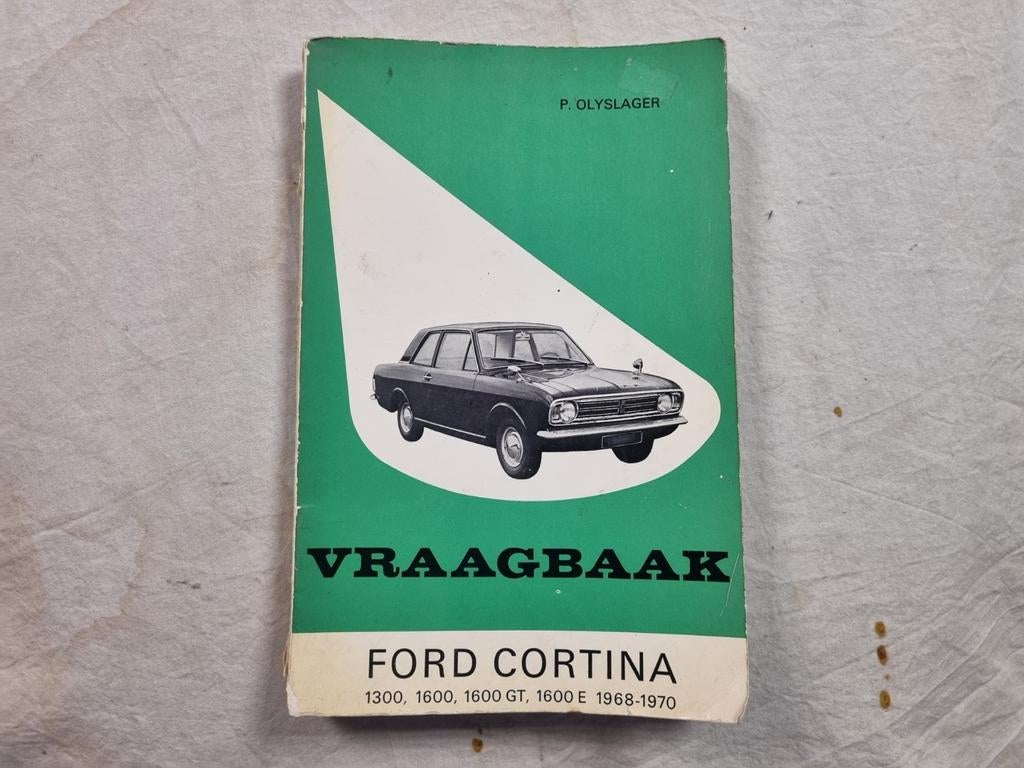 P. OLYSLAGER
VRAAGBAAK
FORD CORTINA
1300, 1600, 1600 GT, 1600 E 1968-1970